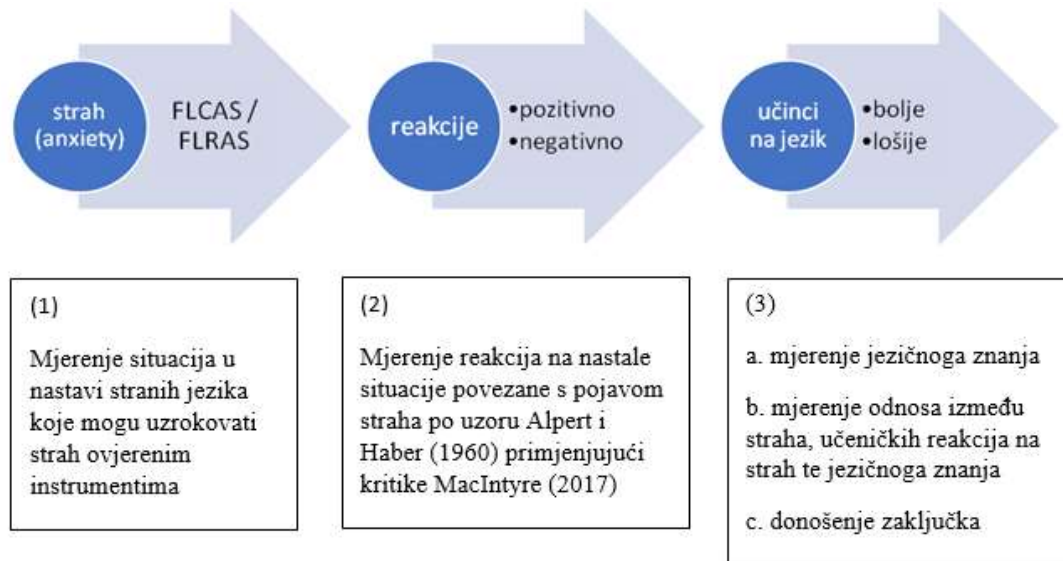 strah
(anxiety)
FLCAS /
FLRAS
reakcije
•pozitivno
•negativno
učinci
na jezik
•bolje
•lošije
(1)
Mjerenje situacija u
nastavi stranih jezika
koje mogu uzrokovati
strah ovjerenim
instrumentima
(2)
Mjerenje reakcija na nastale
situacije povezane s pojavom
straha po uzoru Alpert i
Haber (1960) primjenjujući
kritike MacIntyre (2017)
(3)
a. mjerenje jezičnoga znanja
b. mjerenje odnosa između
straha, učeničkih reakcija na
strah te jezičnoga znanja
c. donošenje zaključka